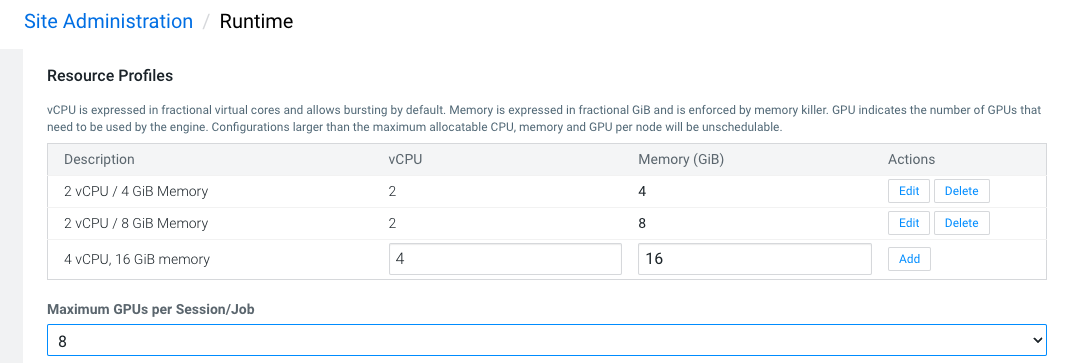 Site Administration / Runtime
Resource Profiles
vCPU is expressed in fractional virtual cores and allows bursting by default. Memory is expressed in fractional GiB and is enforced by memory killer. GPU indicates the number of GPUs that
need to be used by the engine. Configurations larger than the maximum allocatable CPU, memory and GPU per node will be unschedulable.
Description vCPU Memory (GiB) Actions
2 vCPU / 4 GiB Memory 2 4 Edit Delete
2 vCPU / 8 GiB Memory 2 8 Edit Delete
4 vCPU, 16 GiB memory 4 16 Add
Maximum GPUs per Session/Job
8